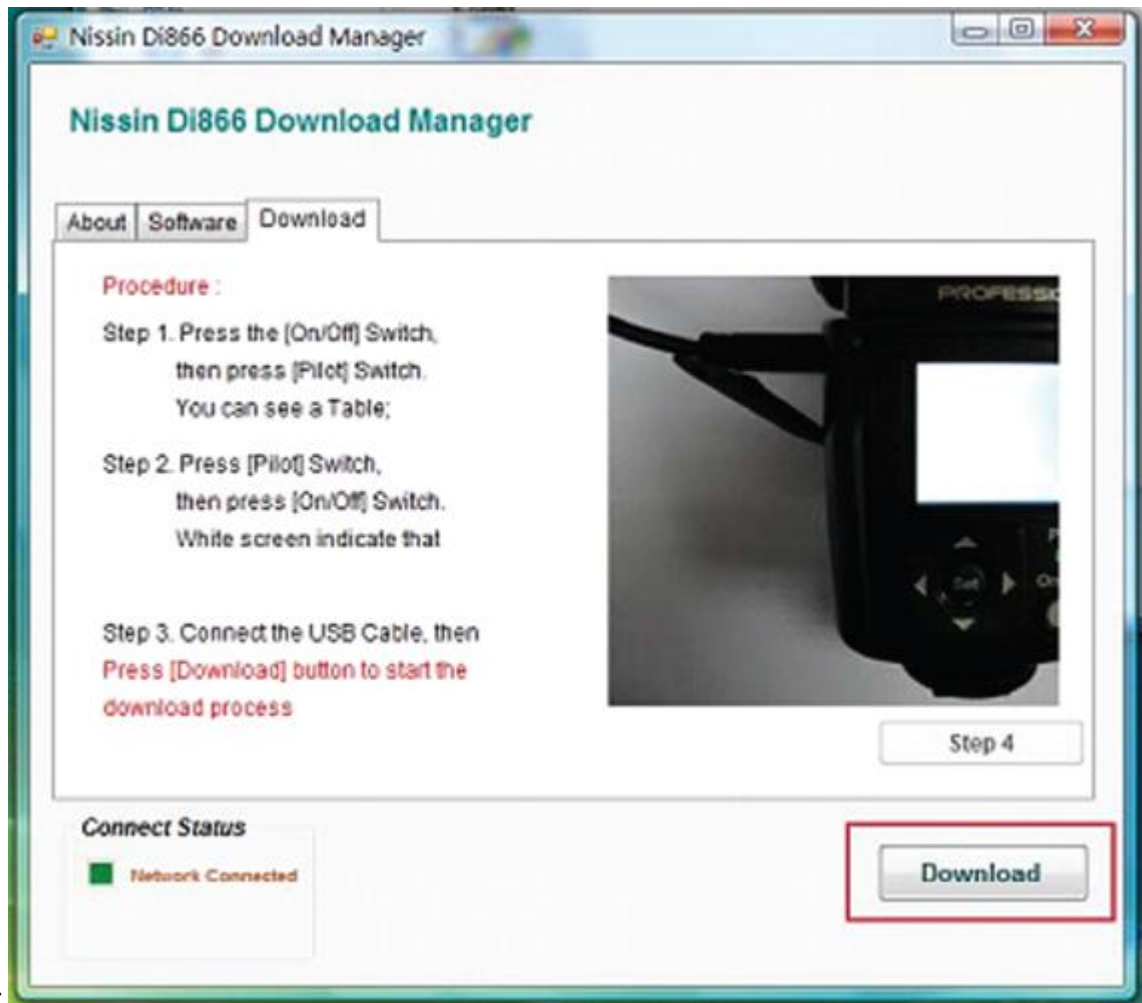 Nissin Di866 Download Manager
Nissin Di866 Download Manager
About Software Download
Procedure :
Step 1. Press the [On/Off] Switch,
then press [Pilot] Switch.
You can see a Table;
Step 2. Press [Pilot] Switch,
then press [On/Off] Switch.
White screen indicate that
Step 3. Connect the USB Cable, then
Press [Download] button to start the
download process
PROFESSIO
Set
On
Step 4
Connect Status
Network Connected
Download